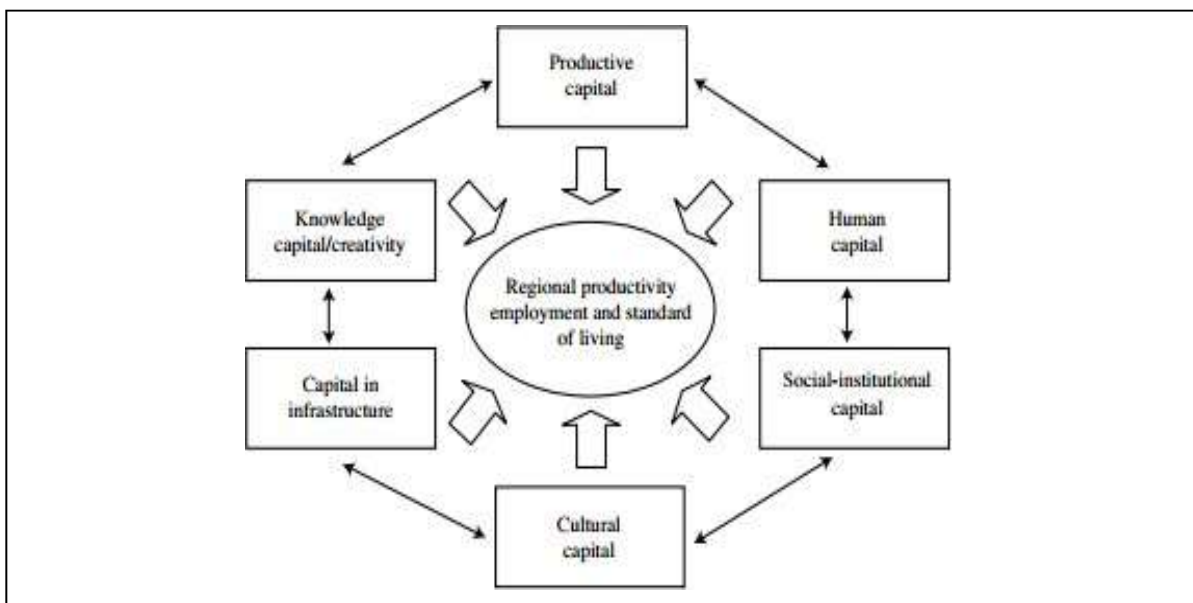 Productive
capital
Knowledge
capital/creativity
Human
capital
Regional productivity
employment and standard
of living
Capital in
infrastructure
Social-institutional
capital
Cultural
capital